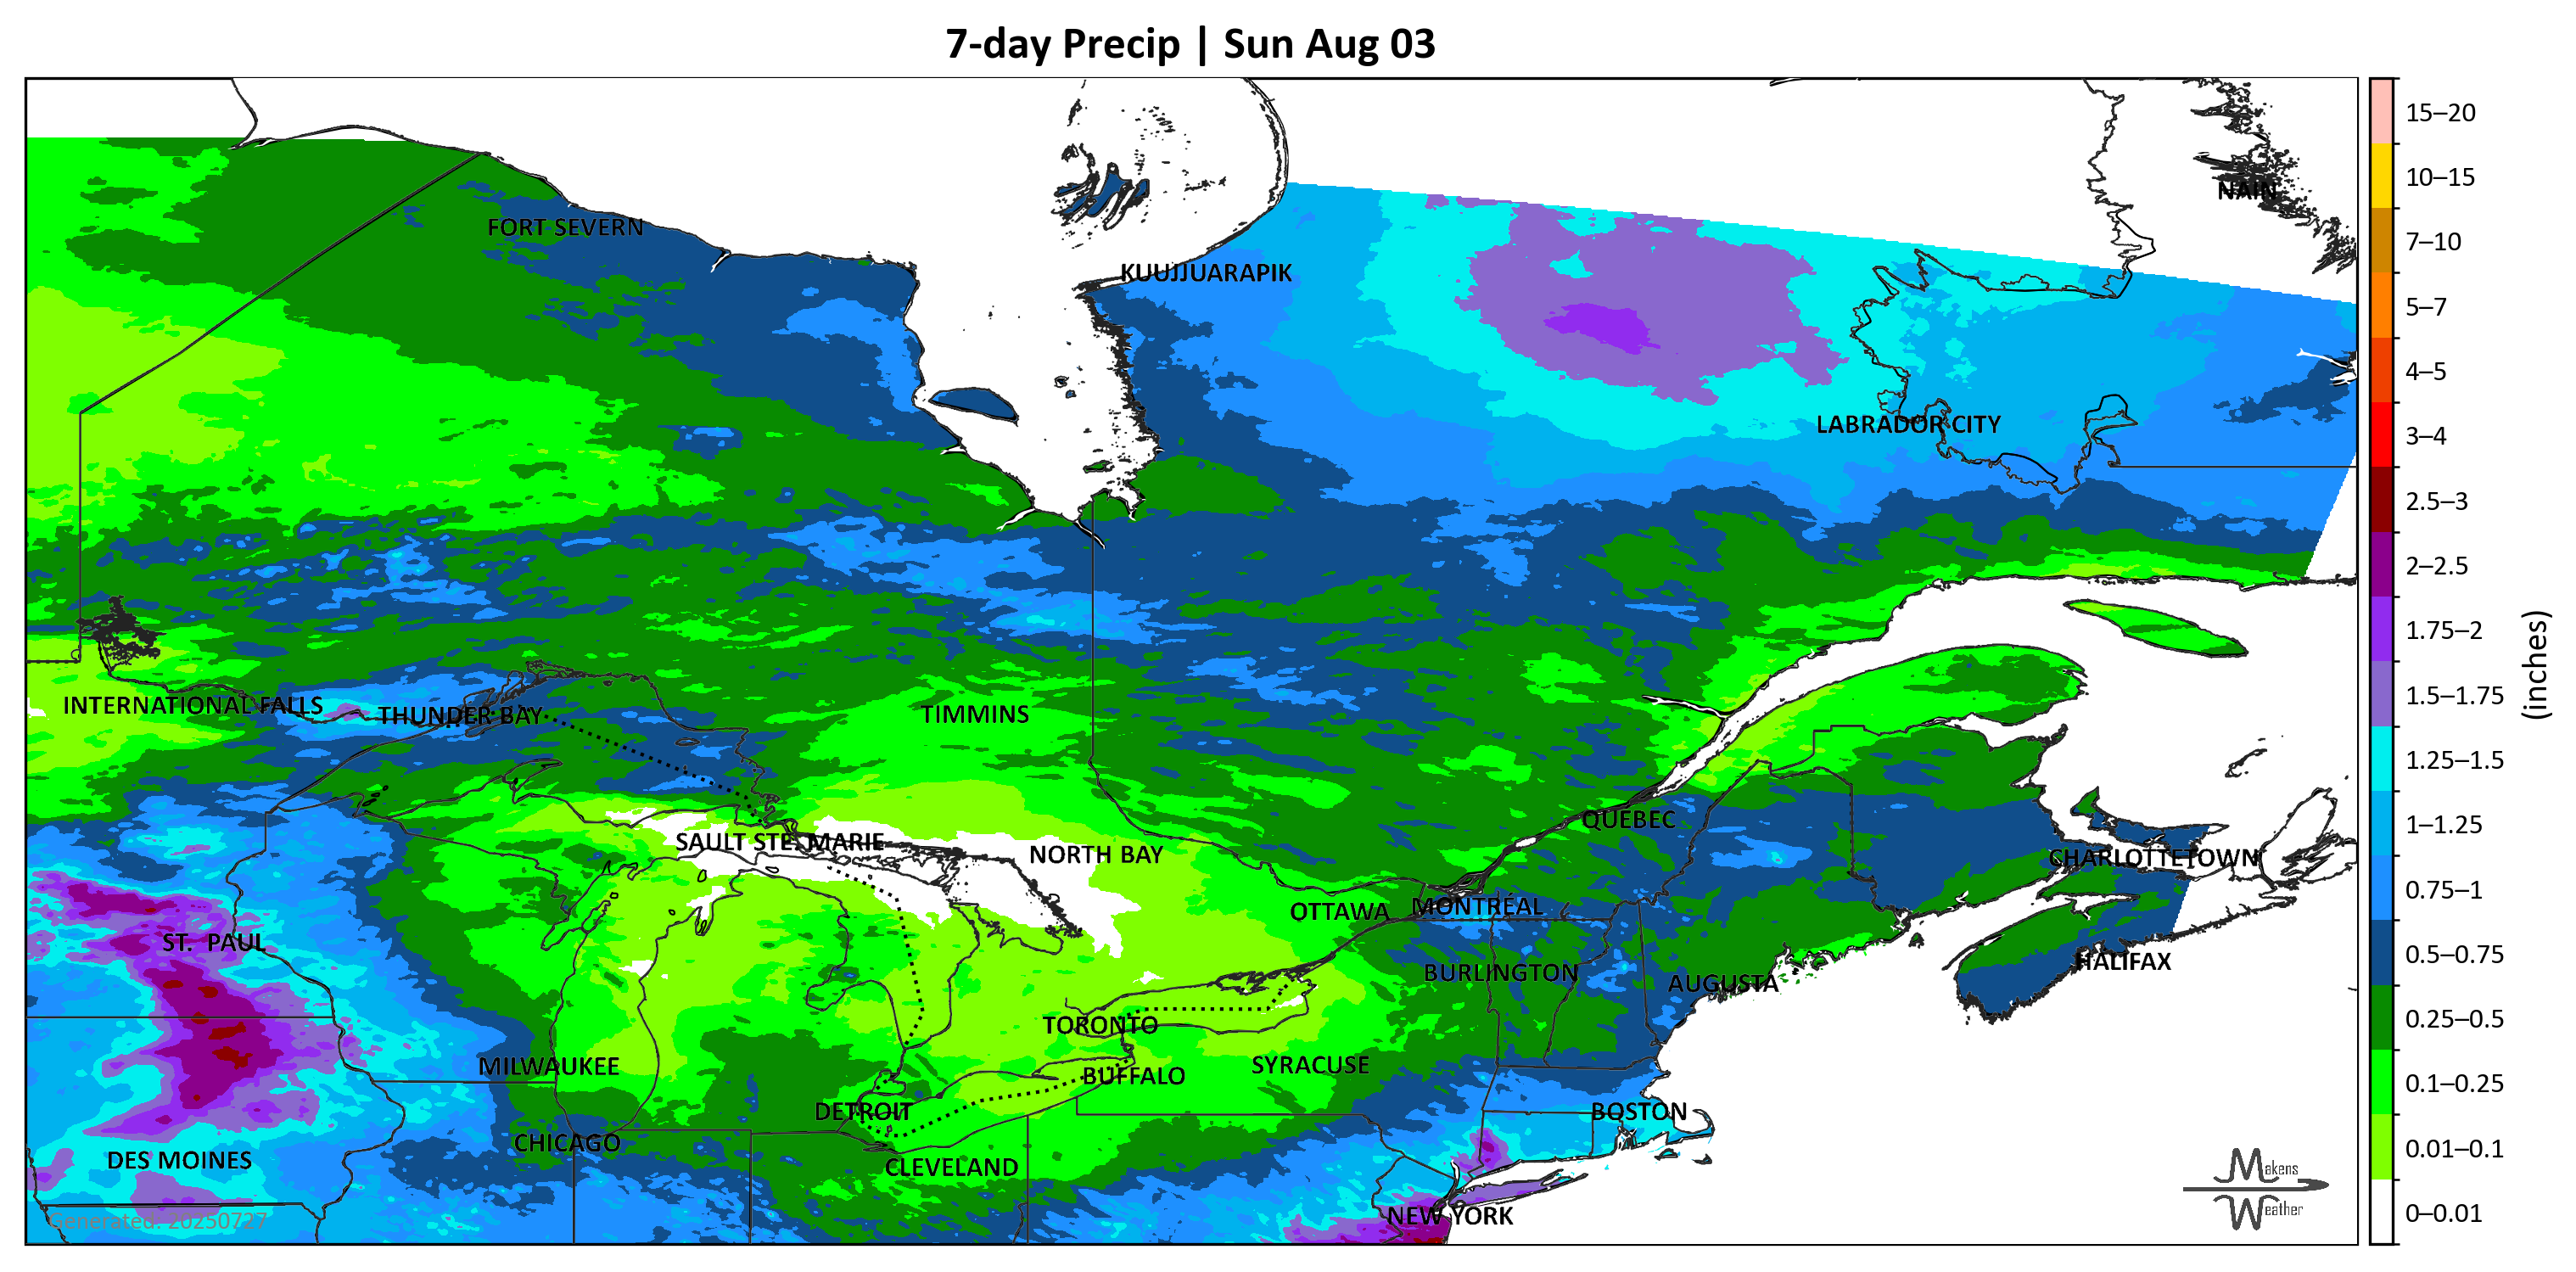 7-day Precip | Sun Aug 03
NAIN
FORT SEVERN
KUUJJUARAPIK
LABRADOR CITY
INTERNATIONAL FALLS
THUNDER BAY
TIMMINS
QUEBEC
SAULT STE. MARIE
NORTH BAY
CHARLOTTETOWN
OTTAWA
MONTREAL
ST. PAUL
HALIFAX
BURLINGTON
AUGUSTA
TORONTO
MILWAUKEE
SYRACUSE
BUFFALO
DETROIT
BOSTON
CHICAGO
DES MOINES
CLEVELAND
NEW YORK
Generated: 20250727
Makens
Weather
15–20
10–15
7–10
5–7
4–5
3–4
2.5–3
2–2.5
1.75–2
1.5–1.75
1.25–1.5
1–1.25
0.75–1
0.5–0.75
0.25–0.5
0.1–0.25
0.01–0.1
0–0.01
(inches)